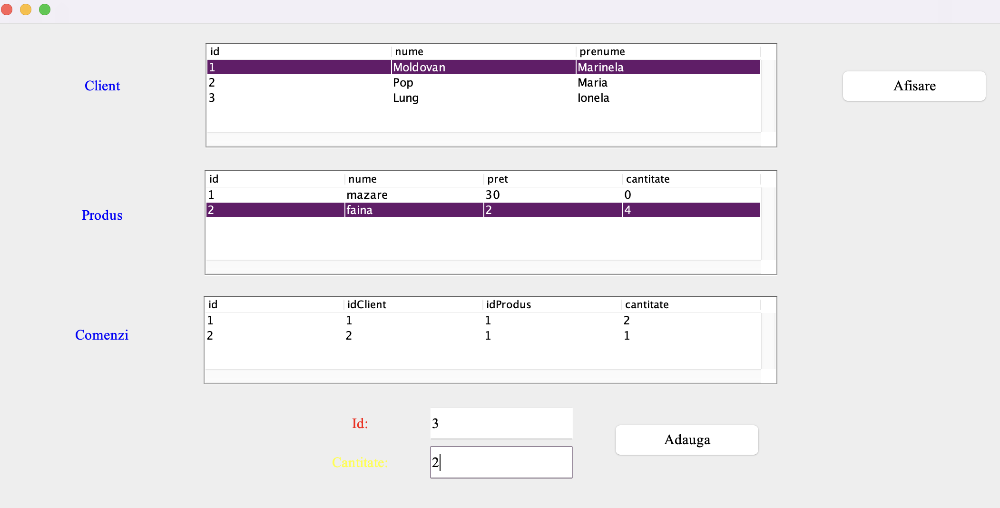 id nume prenume
1 Moldovan Marinela
2 Pop Maria
3 Lung Ionela
Client
Afisare
id nume pret cantitate
1 mazare 30 0
2 faina 2 4
Produs
id idClient idProdus cantitate
1 1 1 2
2 2 1 1
Comenzi
Id: 3
Adauga
Cantitate: 2